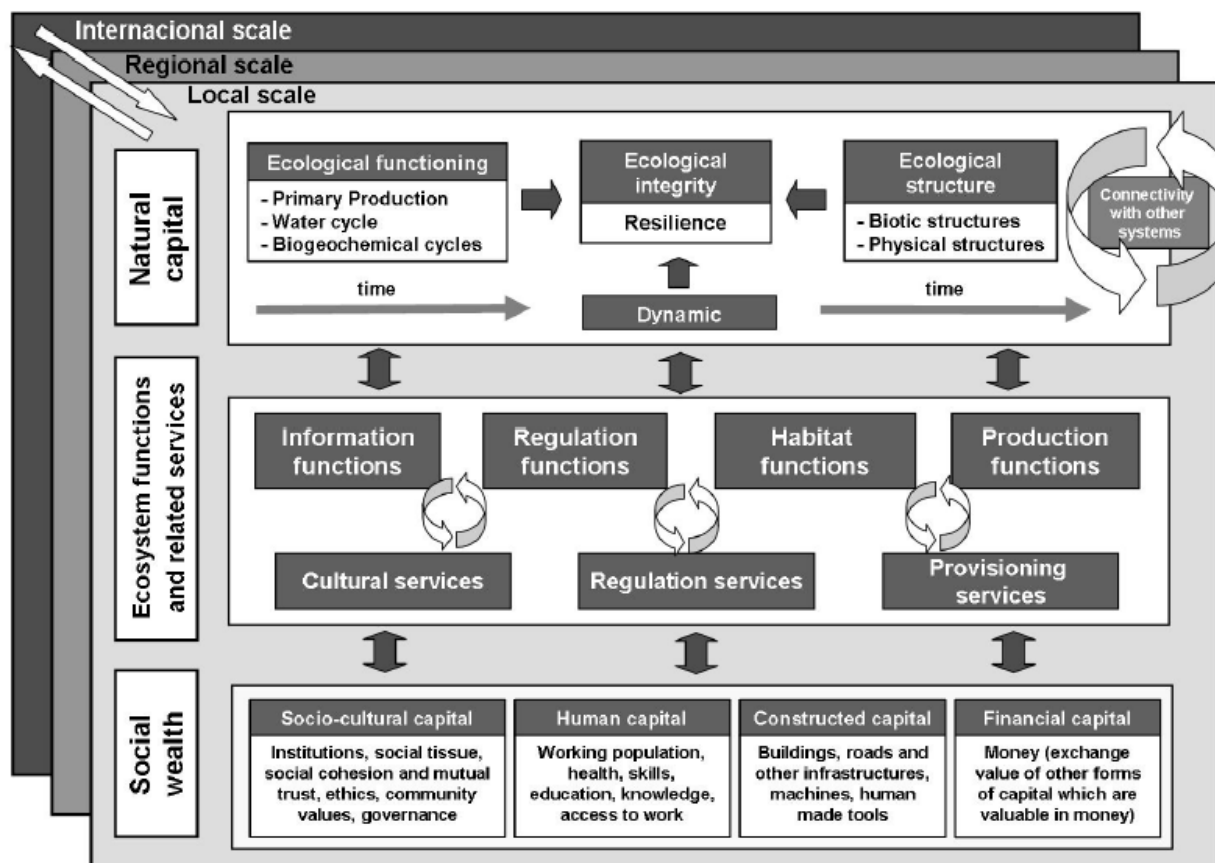 Internacional scale
Regional scale
Local scale
Natural
capital
Ecological functioning
- Primary Production
- Water cycle
- Biogeochemical cycles
Ecological
integrity
Resilience
Ecological
structure
- Biotic structures
- Physical structures
Connectivity
with other
systems
time
Dynamic
time
Ecosystem functions
and related services
Information
functions
Regulation
functions
Habitat
functions
Production
functions
Cultural services
Regulation services
Provisioning
services
Social
wealth
Socio-cultural capital
Institutions, social tissue,
social cohesion and mutual
trust, ethics, community
values, governance
Human capital
Working population,
health, skills,
education, knowledge,
access to work
Constructed capital
Buildings, roads and
other infrastructures,
machines, human
made tools
Financial capital
Money (exchange
value of other forms
of capital which are
valuable in money)